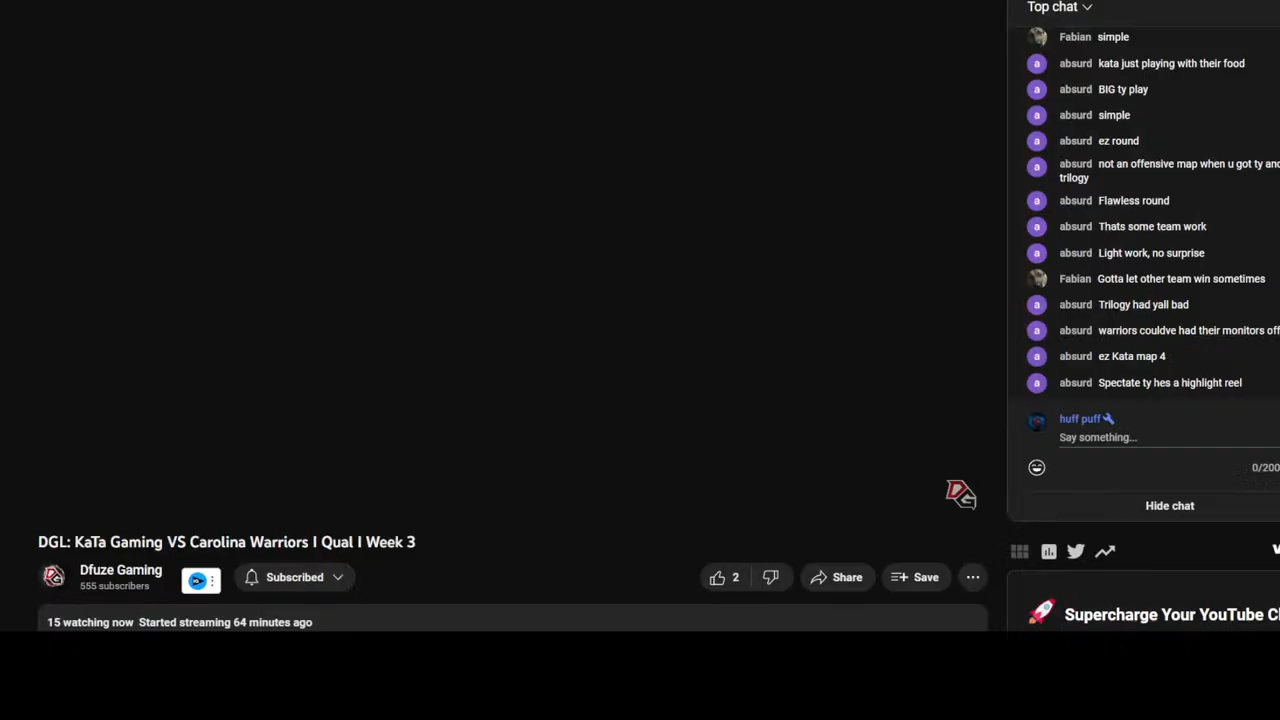 Top chat
Fabian simple
absurd kata just playing with their food
absurd BIG ty play
absurd simple
absurd ez round
absurd not an offensive map when u got ty and
trilogy
absurd Flawless round
absurd Thats some team work
absurd Light work, no surprise
Fabian Gotta let other team win sometimes
absurd Trilogy had yall bad
absurd warriors couldve had their monitors off
absurd ez Kata map 4
absurd Spectate ty hes a highlight reel
huff puff
Say something...
0/200
Hide chat
DGL: KaTa Gaming VS Carolina Warriors I Qual I Week 3
Dfuze Gaming
555 subscribers
Subscribed
2
Share
Save
15 watching now Started streaming 64 minutes ago
Supercharge Your YouTube